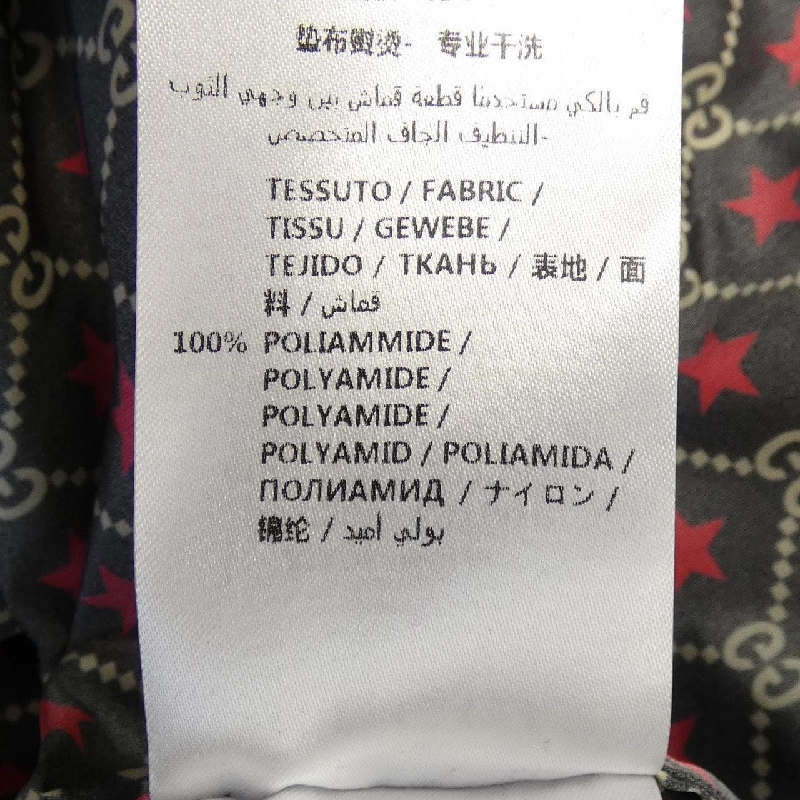 垫布熨烫- 专业干洗
قم بالكي مستخدما قطعة قماش بين وجهي الثوب
-التنظيف الجاف المتخصص
TESSUTO / FABRIC /
TISSU / GEWEBE /
TEJIDO / ТКАНЬ / 表地 / 面
料 / قماش
100% POLIAMMIDE /
POLYAMIDE /
POLYAMIDE /
POLYAMID / POLIAMIDA /
ПОЛИАМИД / ナイロン /
锦纶 / بولي أميد